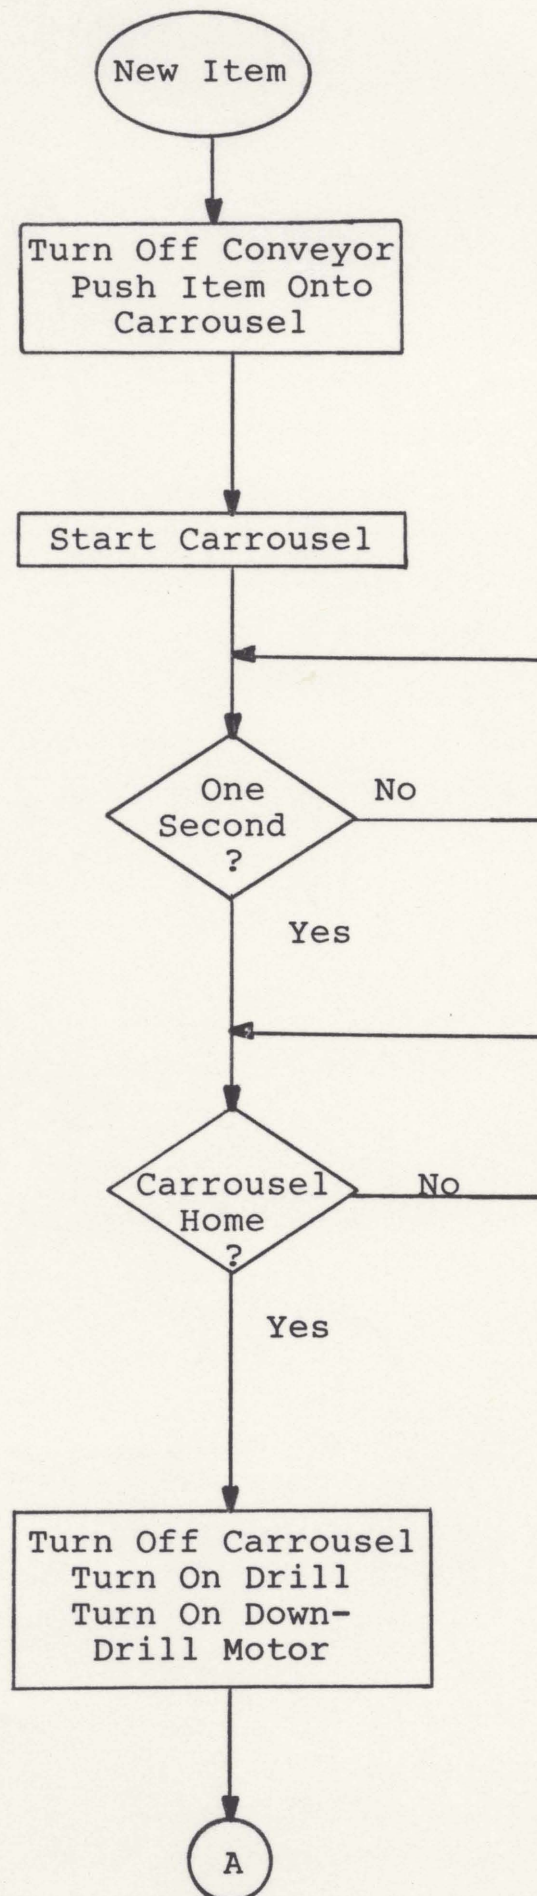 New Item
Turn Off Conveyor
Push Item Onto
Carrousel
Start Carrousel
One
Second
?
No
Yes
Carrousel
Home
?
No
Yes
Turn Off Carrousel
Turn On Drill
Turn On Down-
Drill Motor
A